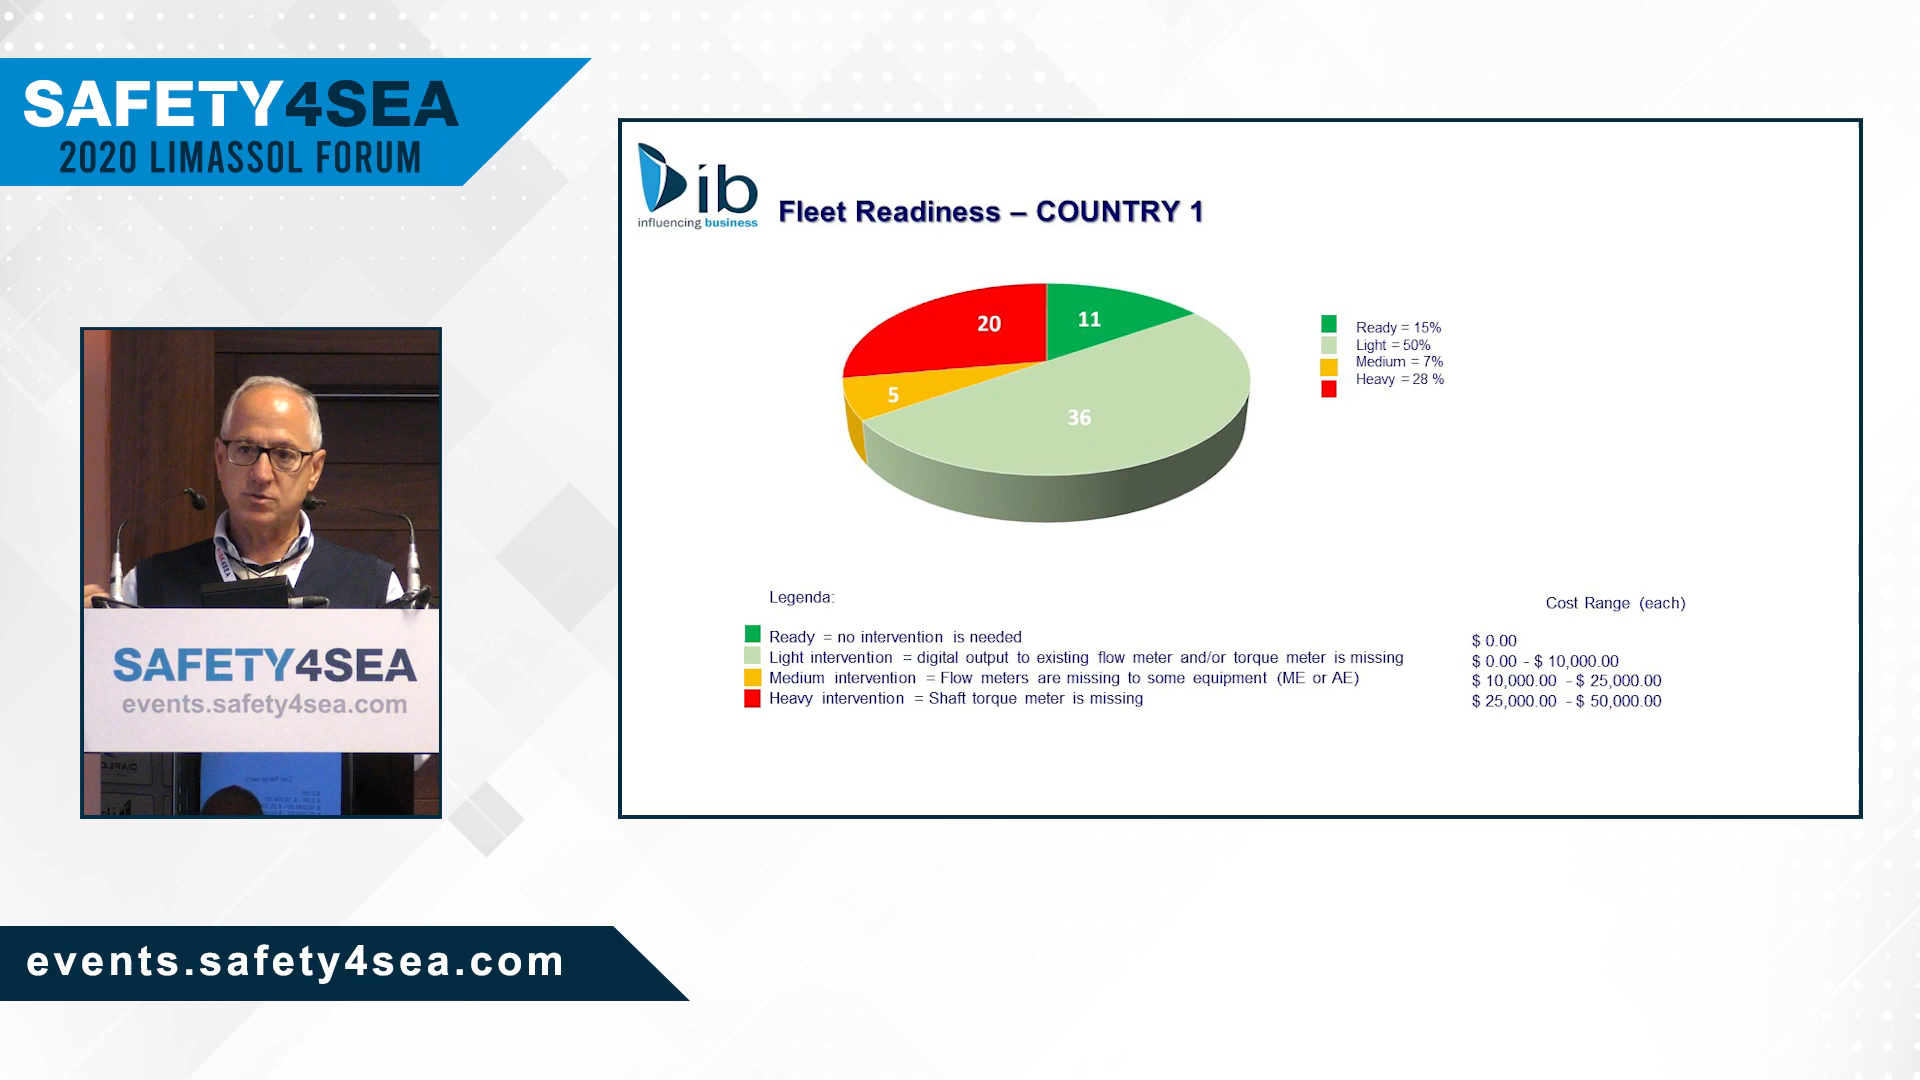 SAFETY4SEA
2020 LIMASSOL FORUM
ib
influencing business
Fleet Readiness – COUNTRY 1
20
11
5
36
Ready = 15%
Light = 50%
Medium = 7%
Heavy = 28 %
Legenda:
Cost Range (each)
Ready = no intervention is needed
$ 0.00
Light intervention = digital output to existing flow meter and/or torque meter is missing
$ 0.00 - $ 10,000.00
Medium intervention = Flow meters are missing to some equipment (ME or AE)
$ 10,000.00 - $ 25,000.00
Heavy intervention = Shaft torque meter is missing
$ 25,000.00 - $ 50,000.00
SAFETY4SEA
events.safety4sea.com
events.safety4sea.com